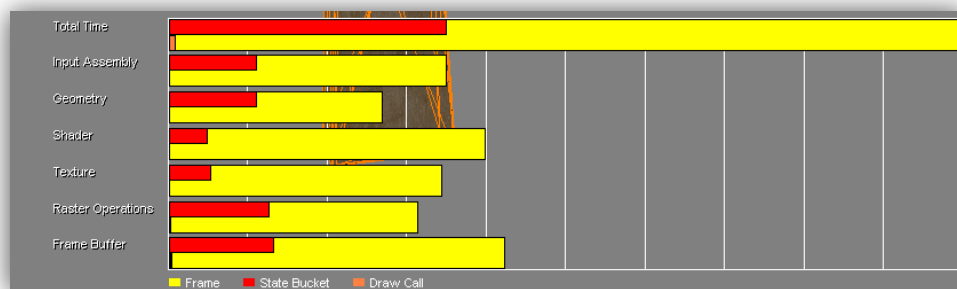 Total Time
Input Assembly
Geometry
Shader
Texture
Raster Operations
Frame Buffer
Frame State Bucket Draw Call